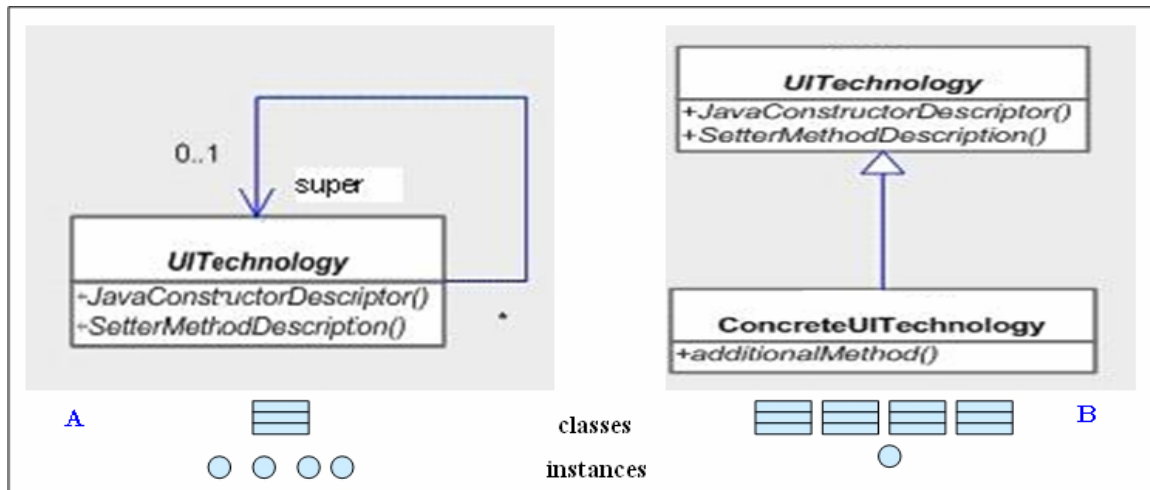 0..1
super
UITechnology
+JavaConstructorDescriptor()
+SetterMethodDescription()
*
UITechnology
+JavaConstructorDescriptor()
+SetterMethodDescription()
ConcreteUITechnology
+additionalMethod()
A
classes
B
instances